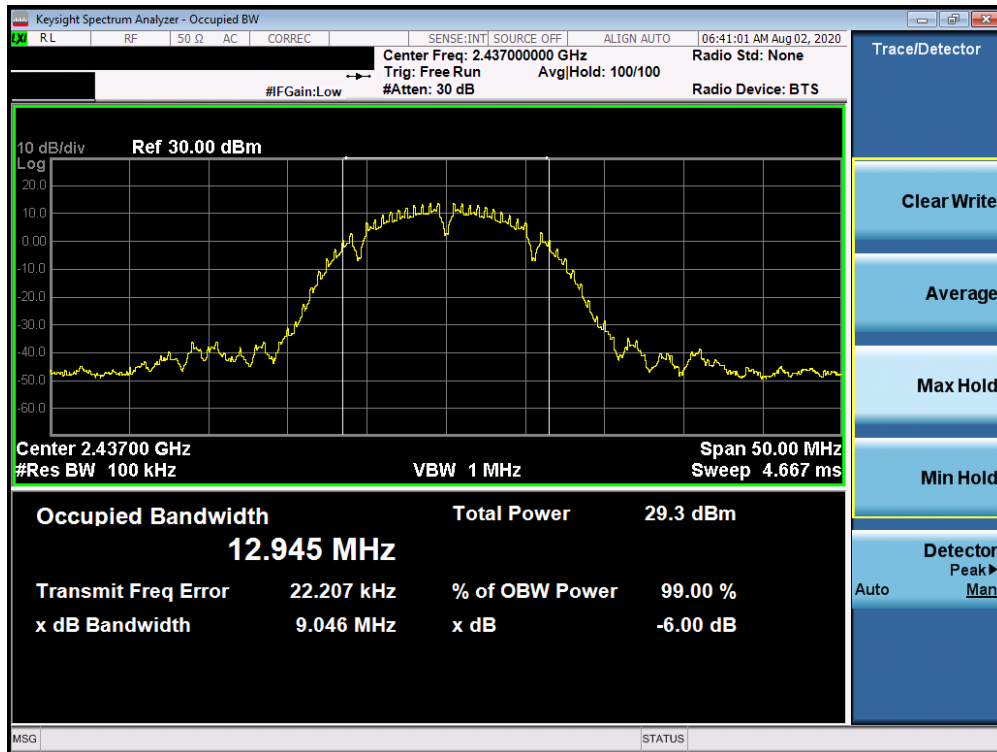 Keysight Spectrum Analyzer - Occupied BW
LXI RL RF 50 Ω AC CORREC SENSE:INT SOURCE OFF ALIGN AUTO 06:41:01 AM Aug 02, 2020
Center Freq: 2.437000000 GHz Radio Std: None
Trig: Free Run Avg|Hold: 100/100
#IFGain:Low #Atten: 30 dB Radio Device: BTS
10 dB/div Ref 30.00 dBm
Log
20.0
10.0
0.00
-10.0
-20.0
-30.0
-40.0
-50.0
-60.0
Center 2.43700 GHz Span 50.00 MHz
#Res BW 100 kHz VBW 1 MHz Sweep 4.667 ms
Occupied Bandwidth Total Power 29.3 dBm
12.945 MHz
Transmit Freq Error 22.207 kHz % of OBW Power 99.00 %
x dB Bandwidth 9.046 MHz x dB -6.00 dB
MSG STATUS
Trace/Detector
Clear Write
Average
Max Hold
Min Hold
Detector
Peak▶
Auto Man